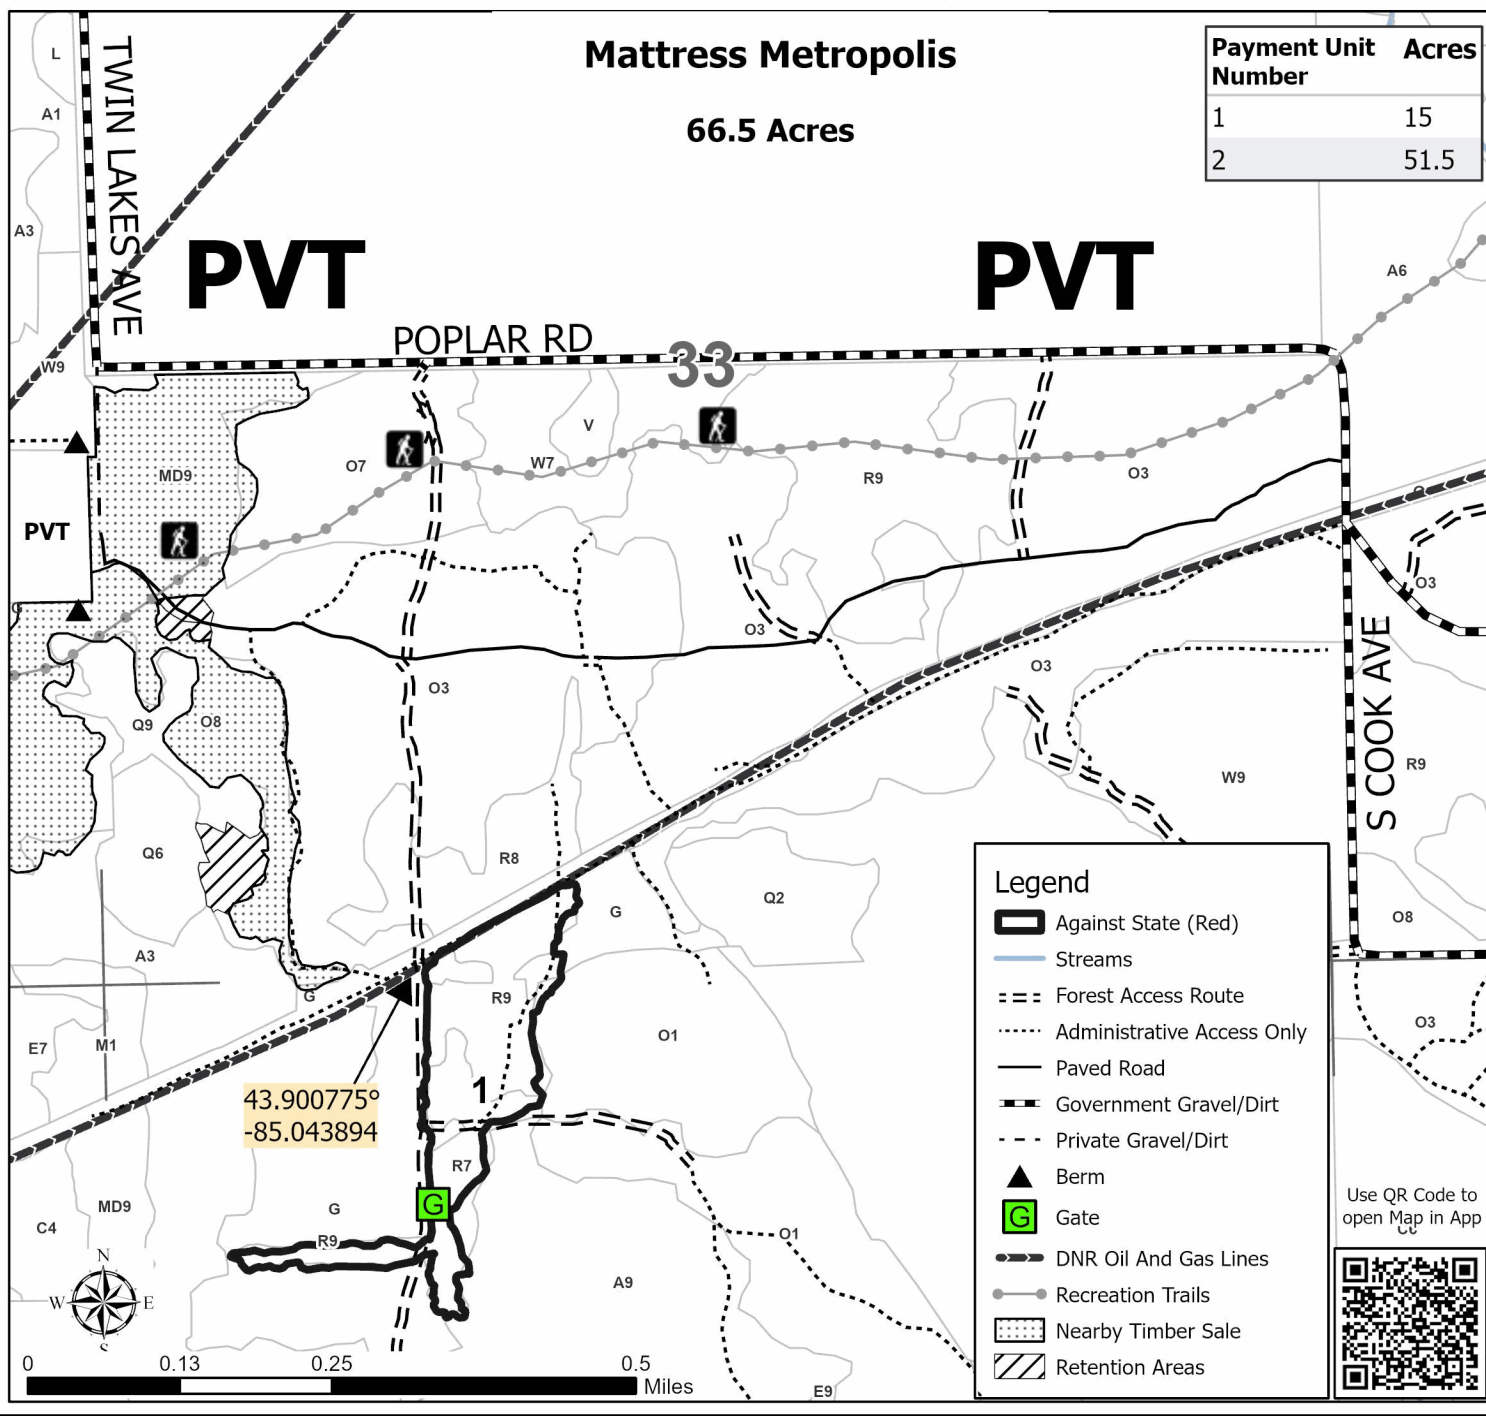 Mattress Metropolis
66.5 Acres
Payment Unit Number Acres
1 15
2 51.5
TWIN LAKES AVE
L
A1
A3
PVT
PVT
A6
POPLAR RD
33
W9
V
W7
O7
MD9
R9
O3
PVT
G
O3
O3
O3
O3
Q9
O8
S COOK AVE
W9
R9
Q6
R8
Q2
G
O8
A3
G
R9
O1
O3
E7
M1
1
43.900775°
-85.043894
R7
G
MD9
C4
G
R9
O1
A9
E9
N
W E
S
0 0.13 0.25 0.5
Miles
Legend
Against State (Red)
Streams
Forest Access Route
Administrative Access Only
Paved Road
Government Gravel/Dirt
Private Gravel/Dirt
Berm
G Gate
DNR Oil And Gas Lines
Recreation Trails
Nearby Timber Sale
Retention Areas
Use QR Code to
open Map in App